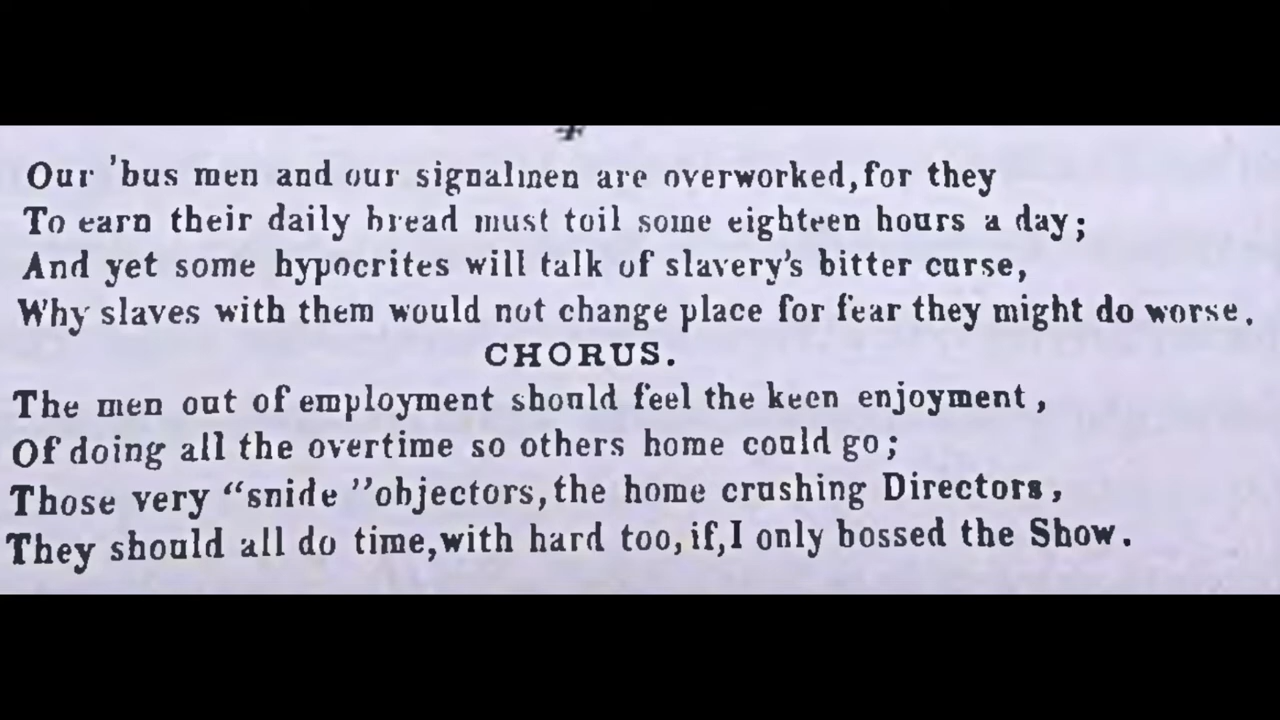 Our 'bus men and our signalmen are overworked, for they
To earn their daily bread must toil some eighteen hours a day;
And yet some hypocrites will talk of slavery's bitter curse,
Why slaves with them would not change place for fear they might do worse.
CHORUS.
The men out of employment should feel the keen enjoyment,
Of doing all the overtime so others home could go;
Those very “snide” objectors, the home crushing Directors,
They should all do time, with hard too, if, I only bossed the Show.